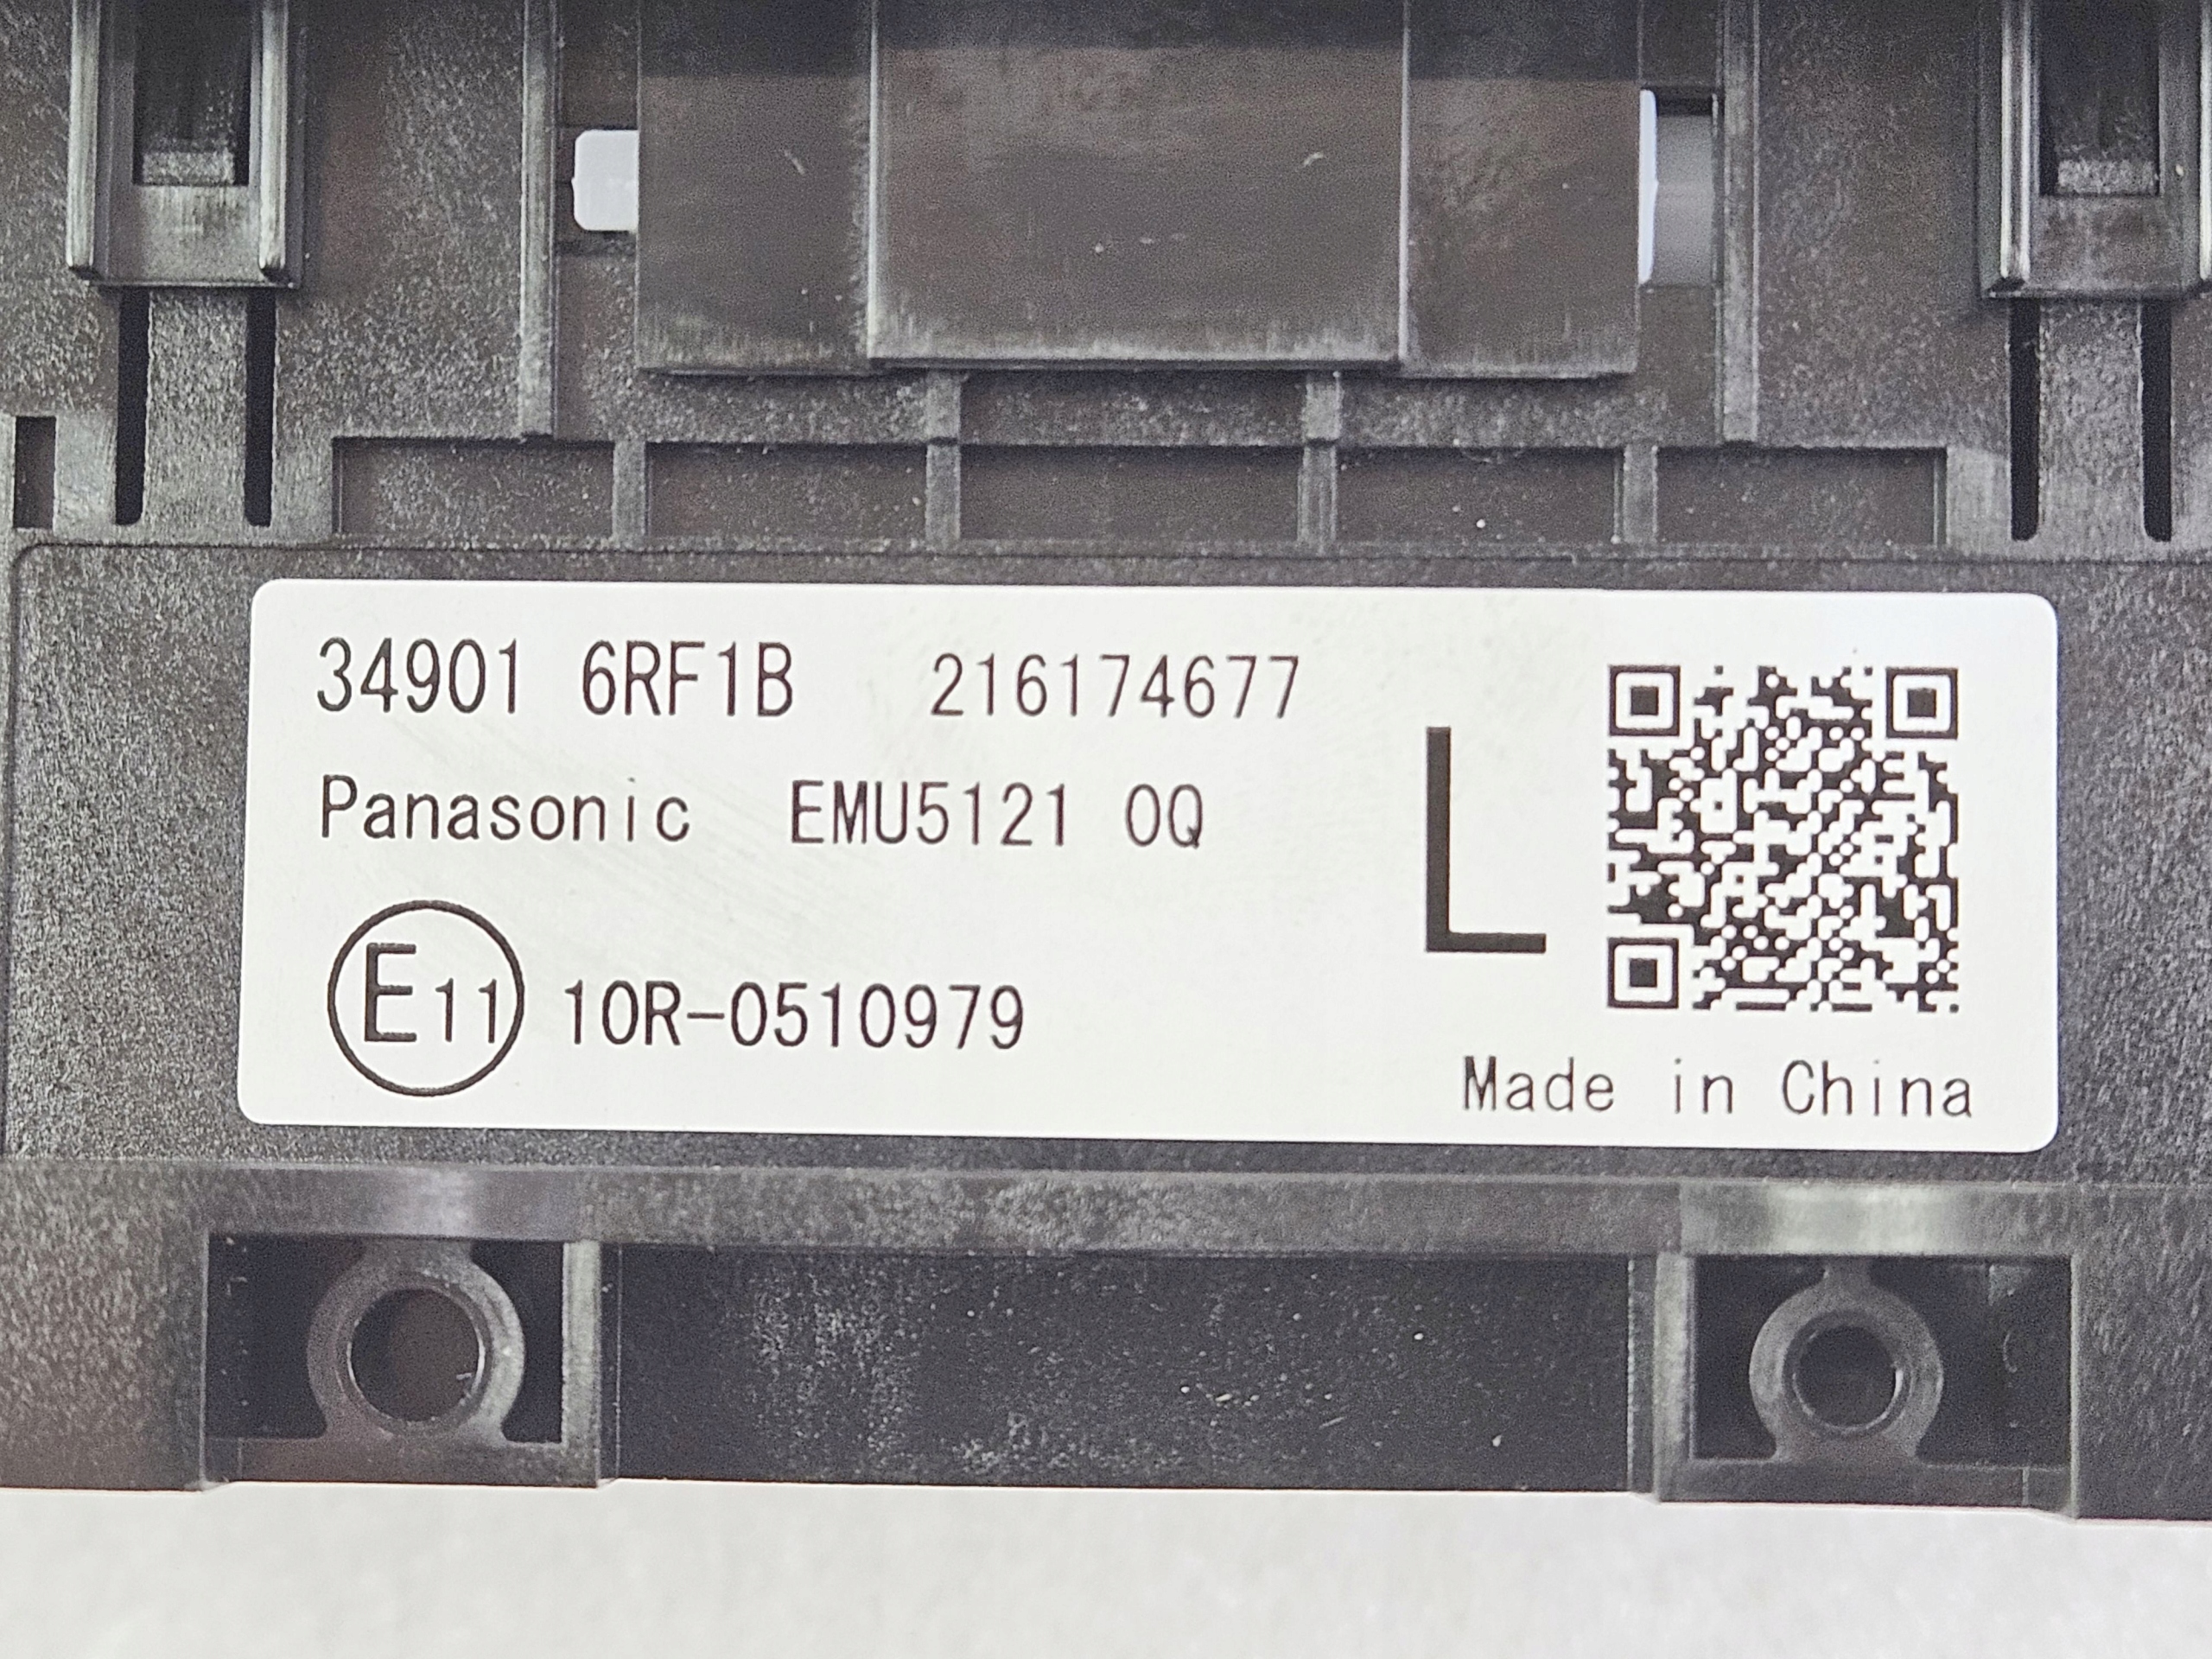 34901 6RF1B 216174677
Panasonic EMU5121 0Q
L
E11 10R-0510979
Made in China